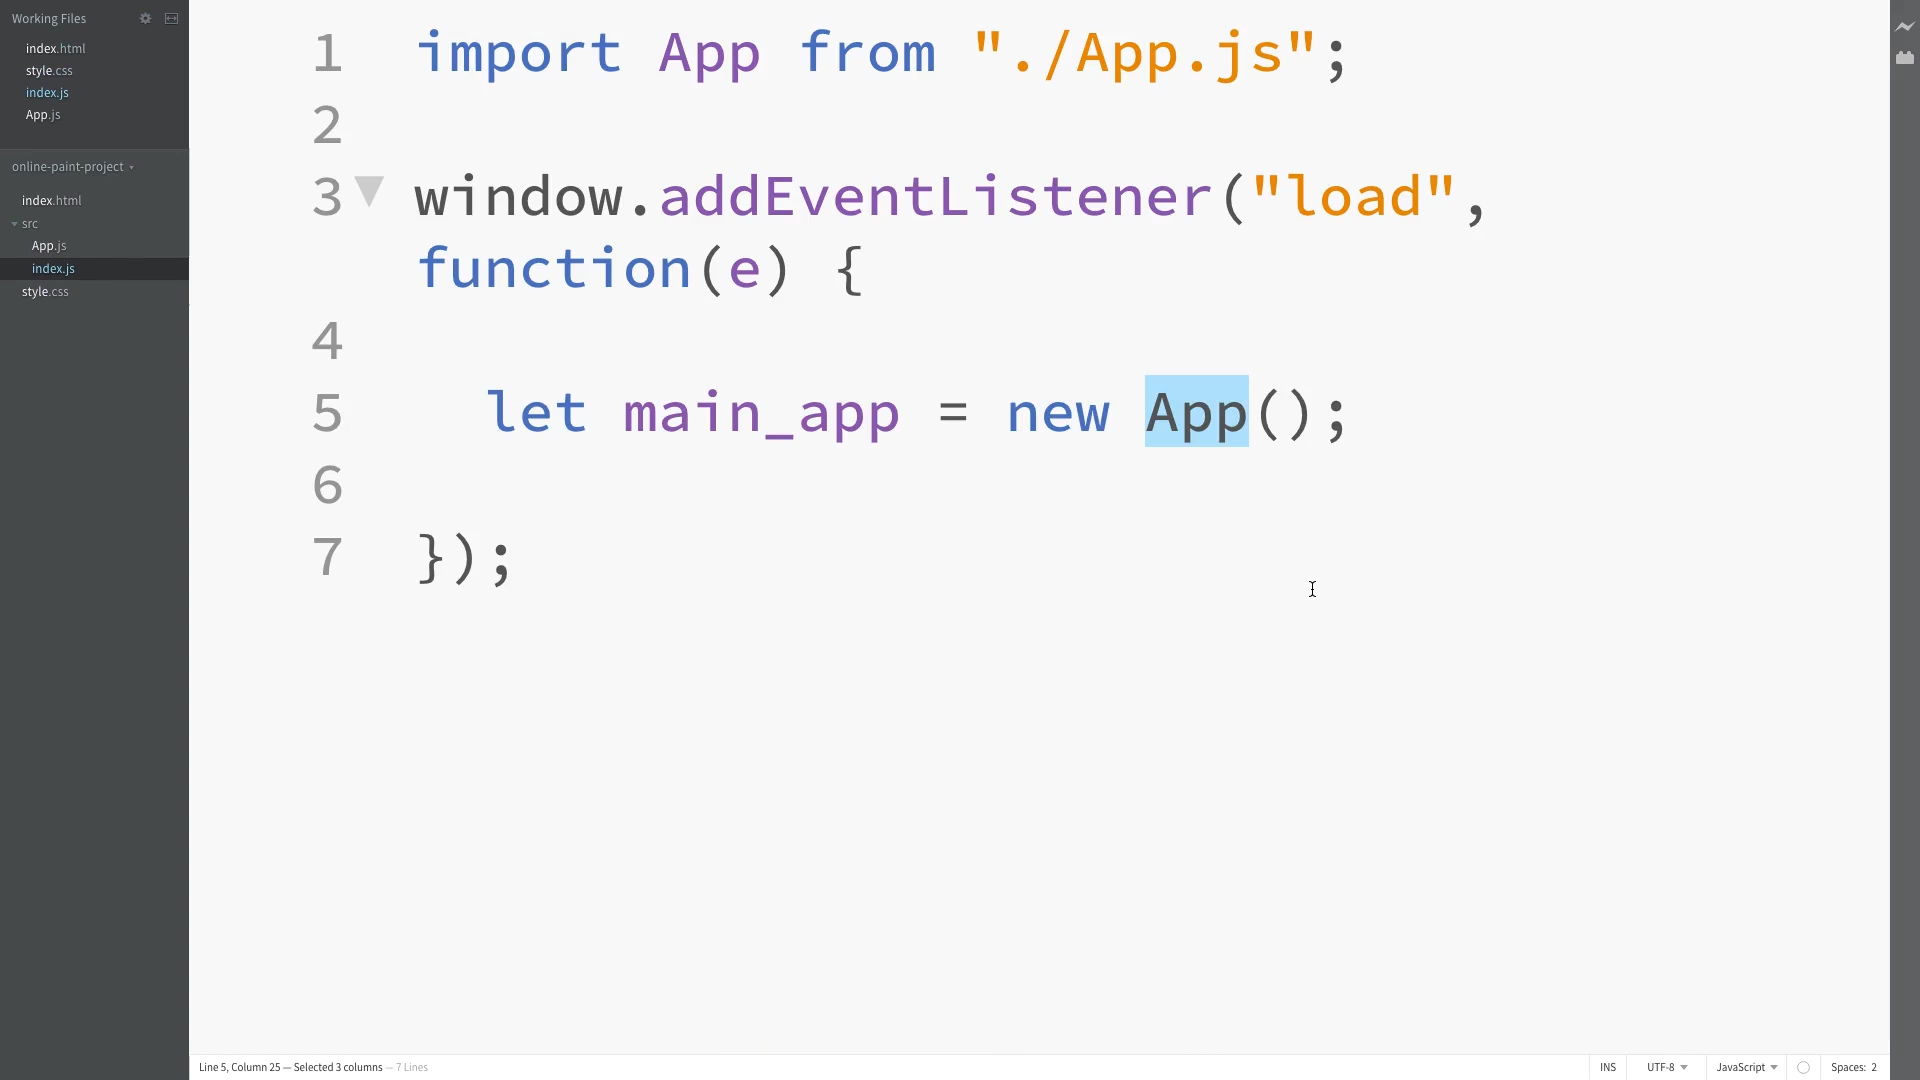 Working Files
index.html
style.css
index.js
App.js
online-paint-project
index.html
src
App.js
index.js
style.css
1 import App from "./App.js";
2
3 window.addEventListener("load",
function(e) {
4
5 let main_app = new App();
6
7 });
Line 5, Column 25 — Selected 3 columns — 7 Lines
INS UTF-8 JavaScript Spaces: 2